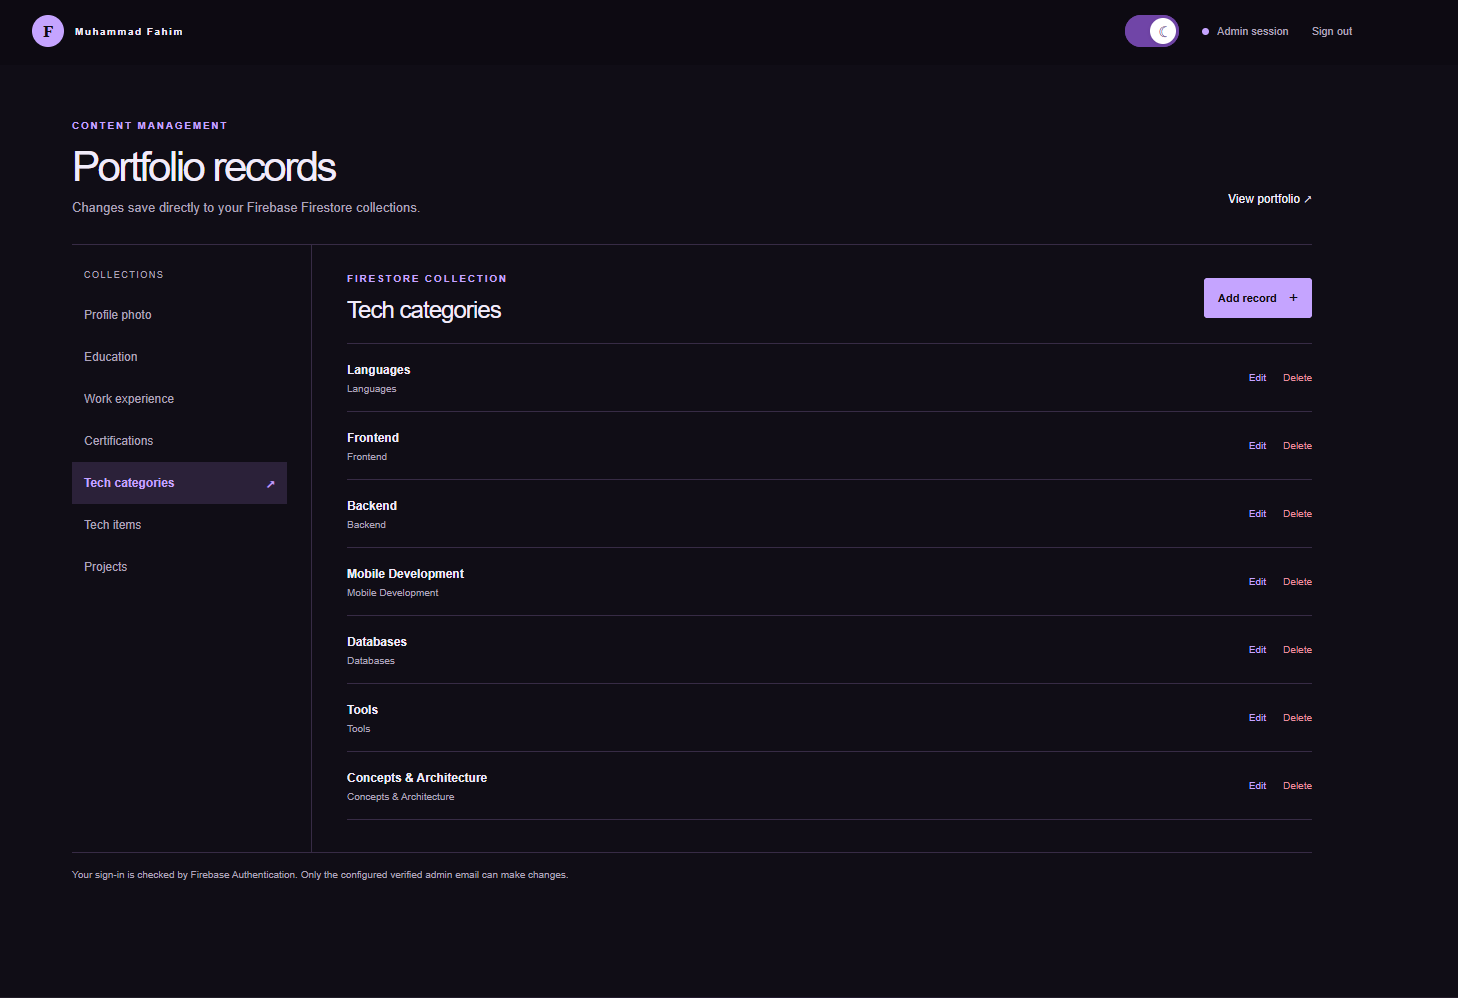 F Muhammad Fahim
Admin session Sign out
CONTENT MANAGEMENT
Portfolio records
Changes save directly to your Firebase Firestore collections.
View portfolio ↗
COLLECTIONS
Profile photo
Education
Work experience
Certifications
Tech categories ↗
Tech items
Projects
FIRESTORE COLLECTION
Tech categories
Add record +
Languages
Languages
Edit Delete
Frontend
Frontend
Edit Delete
Backend
Backend
Edit Delete
Mobile Development
Mobile Development
Edit Delete
Databases
Databases
Edit Delete
Tools
Tools
Edit Delete
Concepts & Architecture
Concepts & Architecture
Edit Delete
Your sign-in is checked by Firebase Authentication. Only the configured verified admin email can make changes.